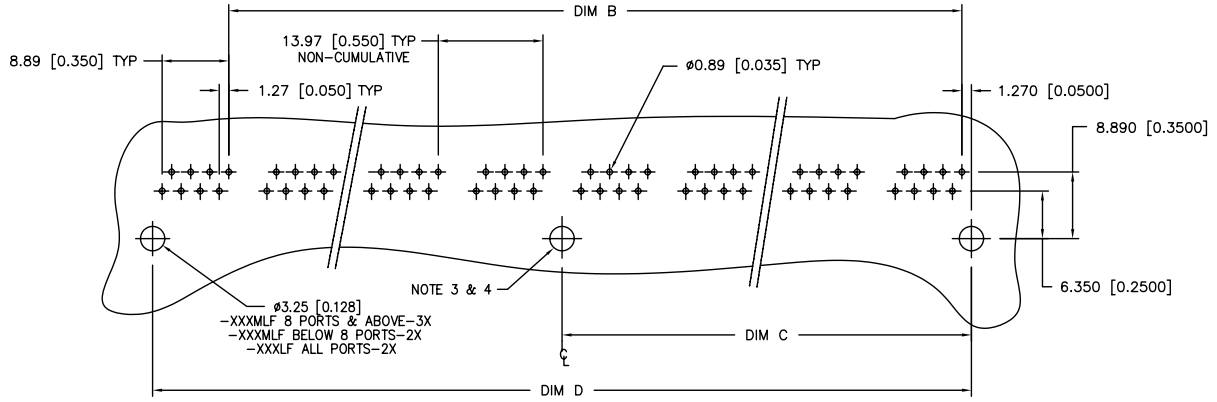 DIM B
13.97 [0.550] TYP
NON-CUMULATIVE
8.89 [0.350] TYP
ø0.89 [0.035] TYP
1.27 [0.050] TYP
1.270 [0.0500]
8.890 [0.3500]
6.350 [0.2500]
NOTE 3 & 4
ø3.25 [0.128]
-XXXMLF 8 PORTS & ABOVE-3X
-XXXMLF BELOW 8 PORTS-2X
-XXXLF ALL PORTS-2X
DIM C
℄
DIM D